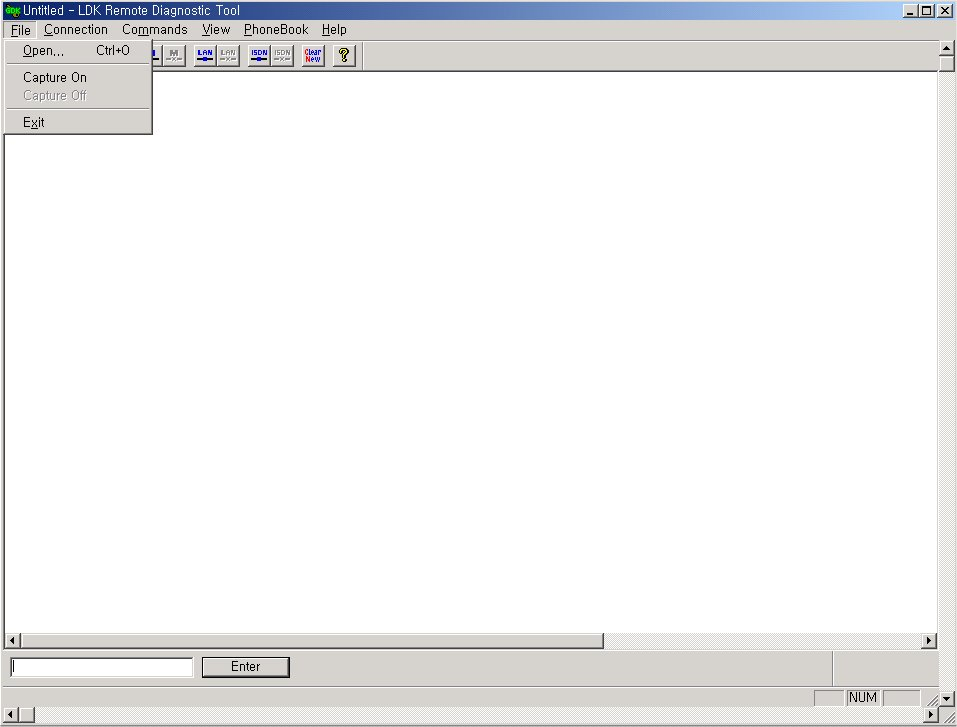 LDK Untitled - LDK Remote Diagnostic Tool
File Connection Commands View PhoneBook Help
Open... Ctrl+O
M LAN LAN ISDN ISDN Clear New ?
Capture On
Capture Off
Exit
Enter
NUM